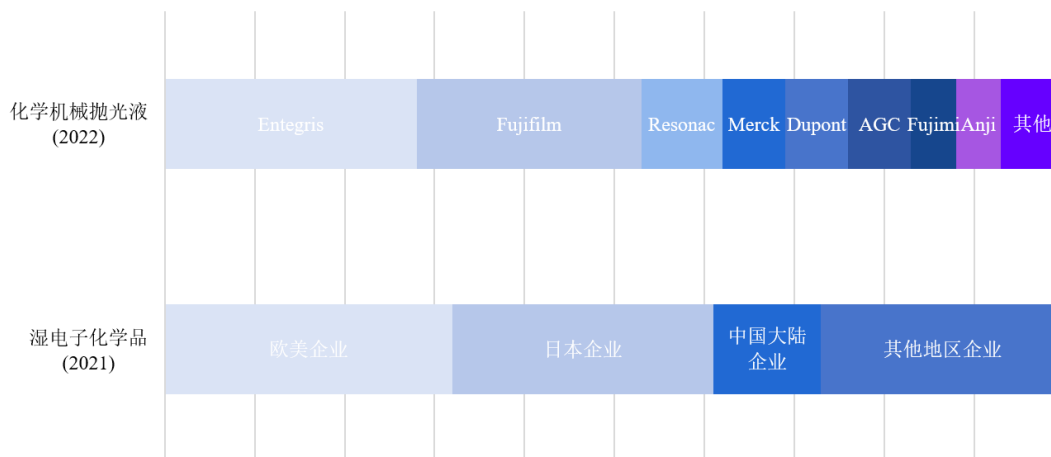 化学机械抛光液
(2022)
Entegris
Fujifilm
Resonac
Merck
Dupont
AGC
Fujimi
Anji
其他
湿电子化学品
(2021)
欧美企业
日本企业
中国大陆
企业
其他地区企业